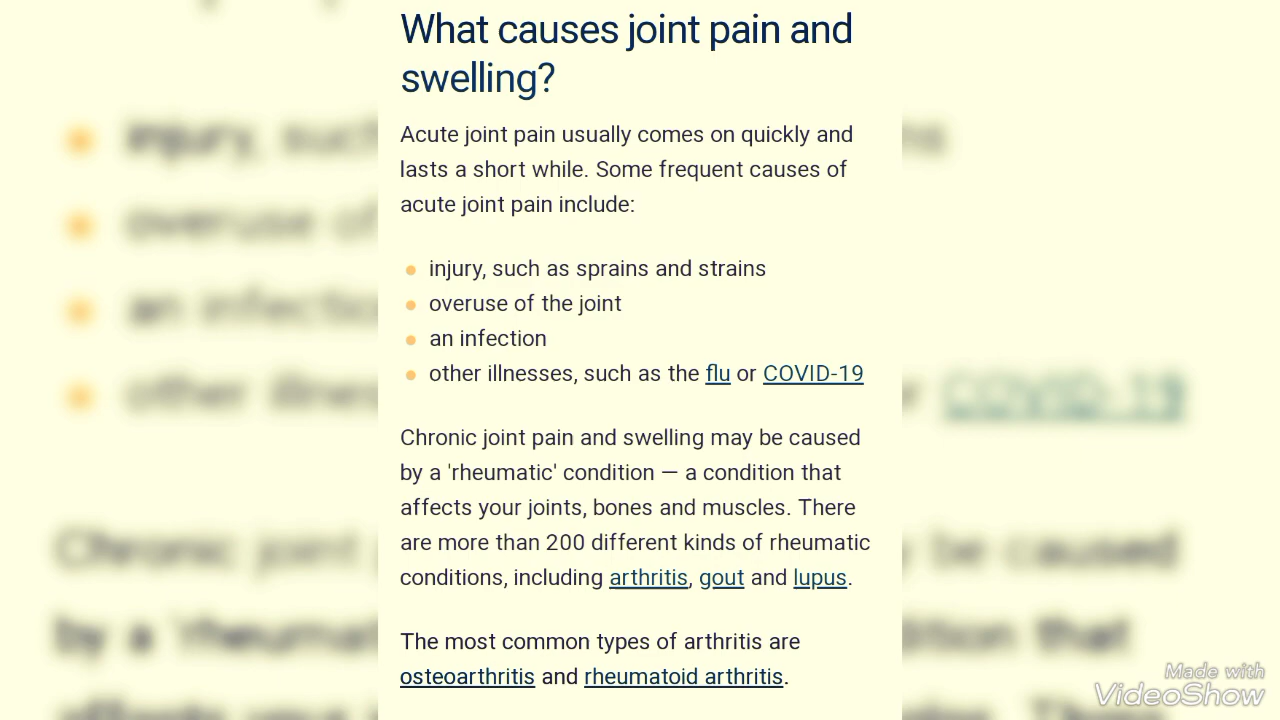 What causes joint pain and
swelling?
Acute joint pain usually comes on quickly and
lasts a short while. Some frequent causes of
acute joint pain include:
injury, such as sprains and strains
overuse of the joint
an infection
other illnesses, such as the flu or COVID-19
Chronic joint pain and swelling may be caused
by a 'rheumatic' condition — a condition that
affects your joints, bones and muscles. There
are more than 200 different kinds of rheumatic
conditions, including arthritis, gout and lupus.
The most common types of arthritis are
osteoarthritis and rheumatoid arthritis.
Made with
VideoShow